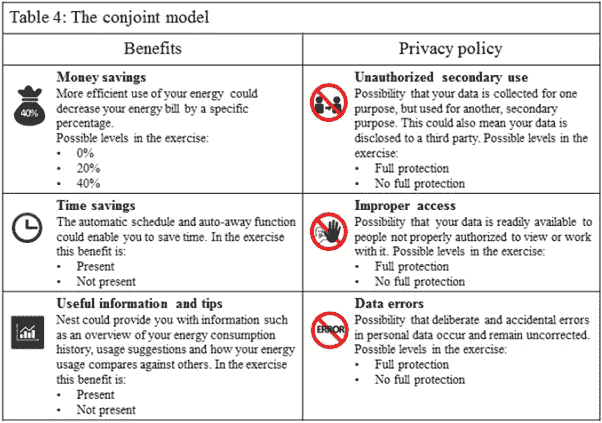 Table 4: The conjoint model
Benefits
Privacy policy
Money savings
More efficient use of your energy could
decrease your energy bill by a specific
percentage.
Possible levels in the exercise:
• 0%
• 20%
• 40%
40%
Unauthorized secondary use
Possibility that your data is collected for one
purpose, but used for another, secondary
purpose. This could also mean your data is
disclosed to a third party. Possible levels in the
exercise:
• Full protection
• No full protection
Time savings
The automatic schedule and auto-away function
could enable you to save time. In the exercise
this benefit is:
• Present
• Not present
Improper access
Possibility that your data is readily available to
people not properly authorized to view or work
with it. Possible levels in the exercise:
• Full protection
• No full protection
Useful information and tips
Nest could provide you with information such
as an overview of your energy consumption
history, usage suggestions and how your energy
usage compares against others. In the exercise
this benefit is:
• Present
• Not present
Data errors
Possibility that deliberate and accidental errors
in personal data occur and remain uncorrected.
Possible levels in the exercise:
• Full protection
• No full protection
ERROR